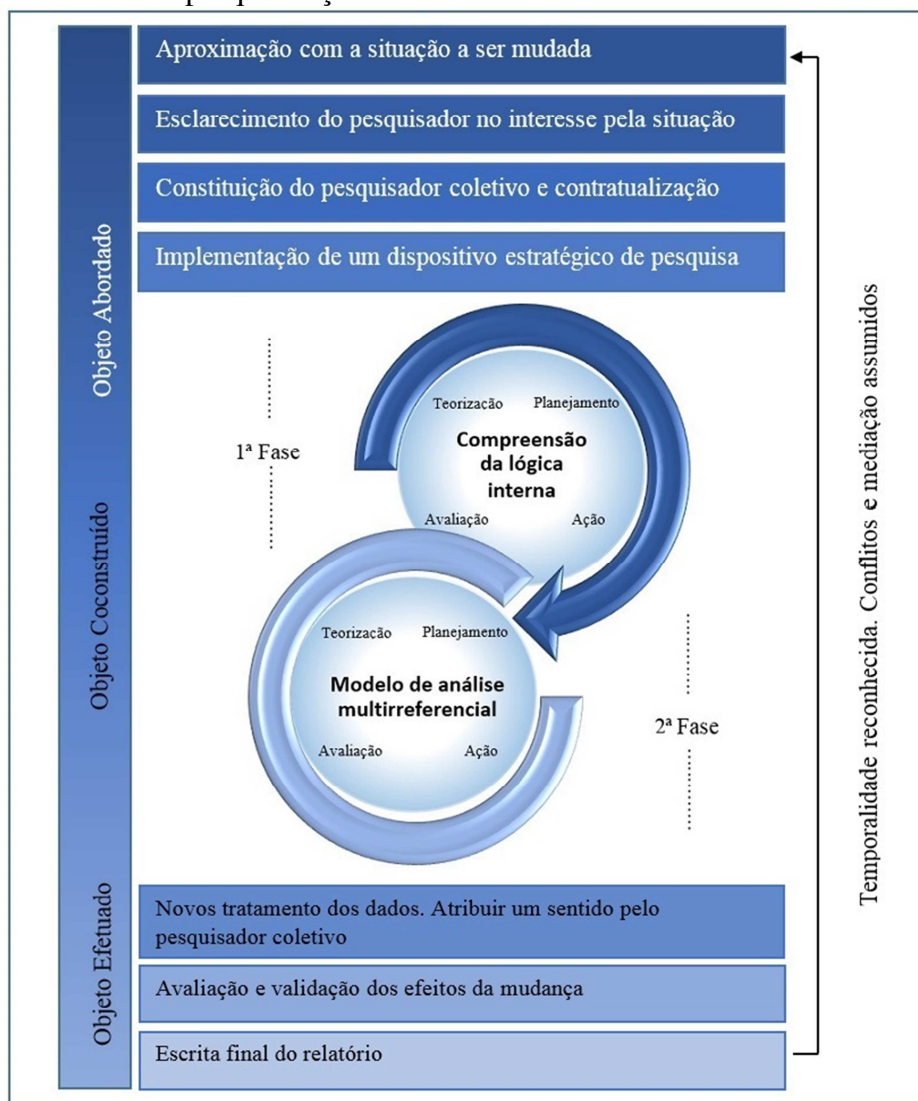 Aproximação com a situação a ser mudada
Esclarecimento do pesquisador no interesse pela situação
Constituição do pesquisador coletivo e contratualização
Implementação de um dispositivo estratégico de pesquisa
Objeto Abordado
Objeto Coconstruído
Objeto Efetuado
1ª Fase
Teorização
Planejamento
Compreensão
da lógica
interna
Avaliação
Ação
Teorização
Planejamento
Modelo de análise
multirreferencial
Avaliação
Ação
2ª Fase
Novos tratamento dos dados. Atribuir um sentido pelo
pesquisador coletivo
Avaliação e validação dos efeitos da mudança
Escrita final do relatório
Temporalidade reconhecida. Conflitos e mediação assumidos